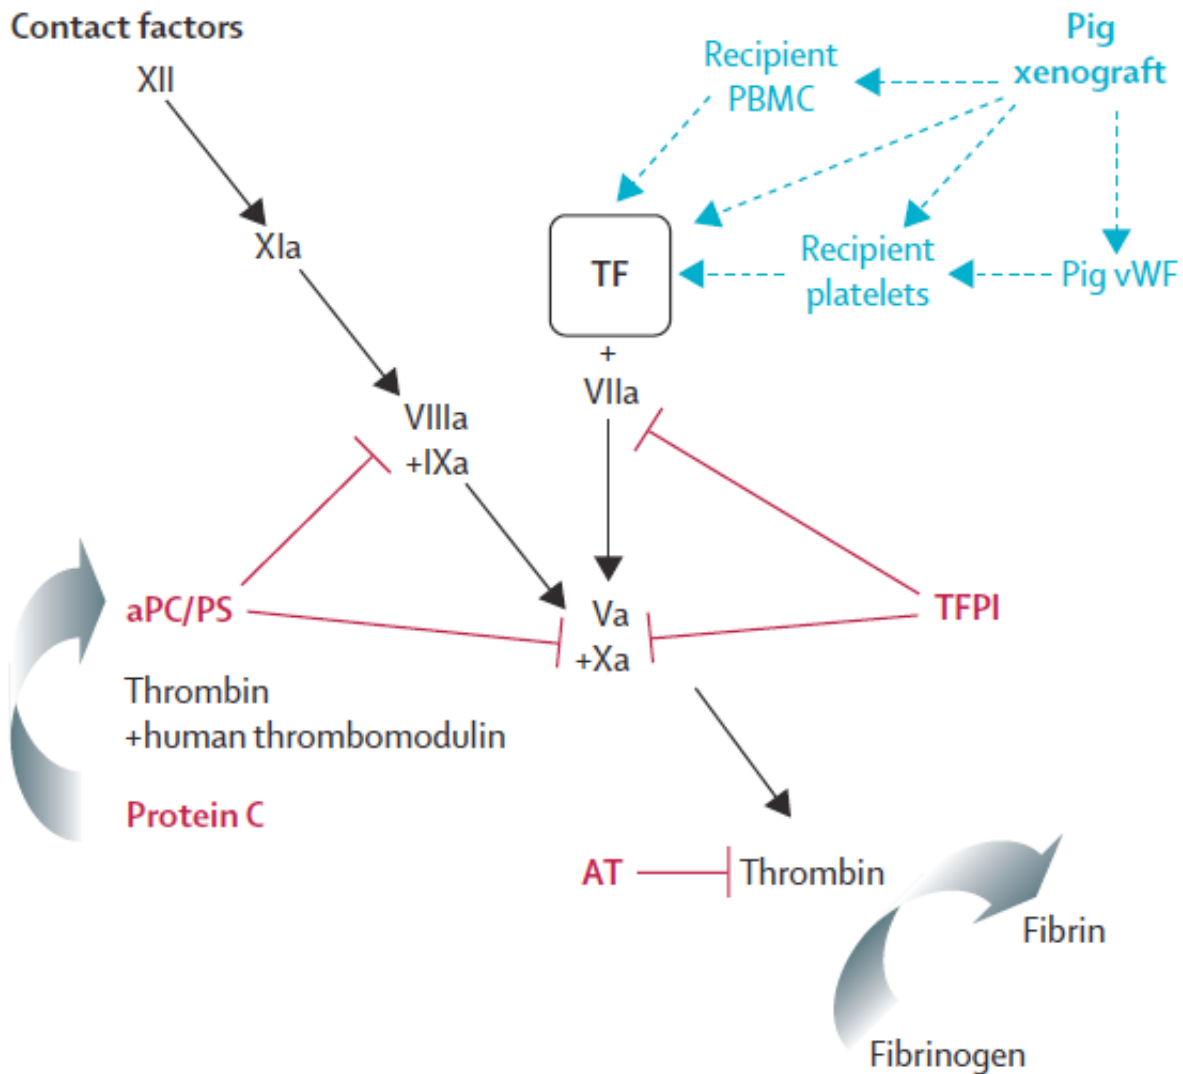 Contact factors
XII
XIa
VIIIa
+IXa
Pig
xenograft
Recipient
PBMC
TF
Recipient
platelets
Pig vWF
+
VIIa
aPC/PS
Va
+Xa
TFPI
Thrombin
+human thrombomodulin
Protein C
AT
Thrombin
Fibrin
Fibrinogen